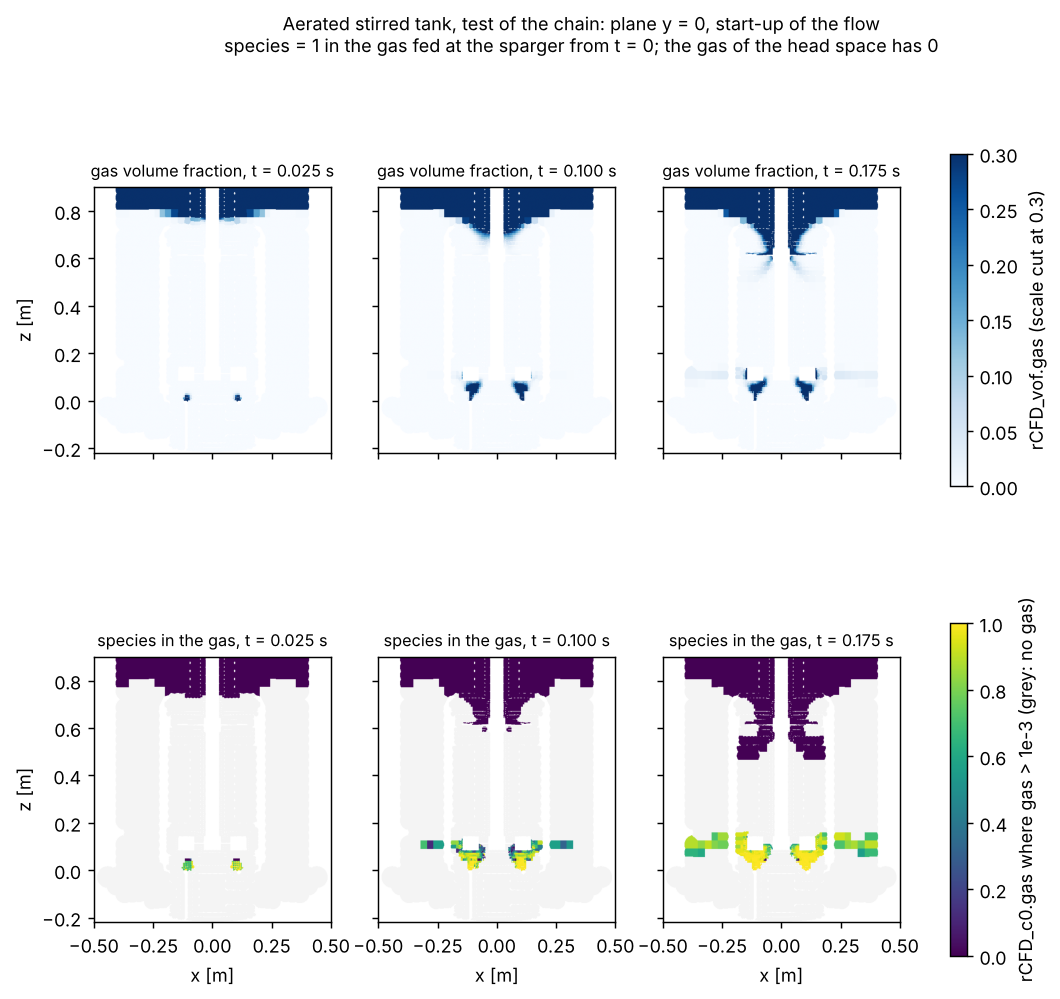 Aerated stirred tank, test of the chain: plane y = 0, start-up of the flow
species = 1 in the gas fed at the sparger from t = 0; the gas of the head space has 0
gas volume fraction, t = 0.025 s
gas volume fraction, t = 0.100 s
gas volume fraction, t = 0.175 s
z [m]
0.8
0.6
0.4
0.2
0.0
−0.2
0.30
0.25
0.20
0.15
0.10
0.05
0.00
rCFD_vof.gas (scale cut at 0.3)
species in the gas, t = 0.025 s
species in the gas, t = 0.100 s
species in the gas, t = 0.175 s
z [m]
0.8
0.6
0.4
0.2
0.0
−0.2
−0.50 −0.25 0.00 0.25 0.50
−0.50 −0.25 0.00 0.25 0.50
−0.50 −0.25 0.00 0.25 0.50
x [m]
x [m]
x [m]
1.0
0.8
0.6
0.4
0.2
0.0
rCFD_c0.gas where gas > 1e-3 (grey: no gas)